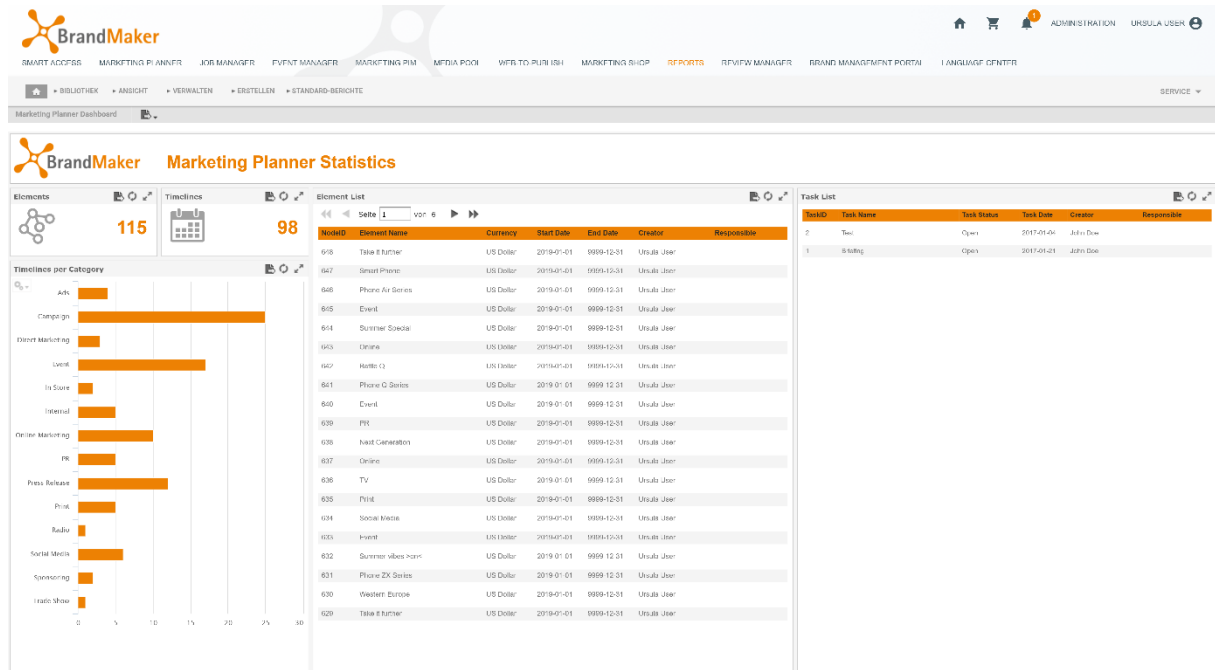 BrandMaker
1
ADMINISTRATION URSULA USER
SMART ACCESS MARKETING PLANNER JOB MANAGER EVENT MANAGER MARKETING PIM MEDIA POOL WEB-TO-PUBLISH MARKETING SHOP REPORTS REVIEW MANAGER BRAND MANAGEMENT PORTAL LANGUAGE CENTER
BIBLIOTHEK ANSICHT VERWALTEN ERSTELLEN STANDARD-BERICHTE SERVICE
Marketing Planner Dashboard
BrandMaker Marketing Planner Statistics
Elements
115
Timelines
98
Timelines per Category
Ads
Campaign
Direct Marketing
Event
In Store
Internal
Online Marketing
PR
Press Release
Print
Radio
Social Media
Sponsoring
Trade Show
0 5 10 15 20 25 30
Element List
Seite 1 von 6
NodeID Element Name Currency Start Date End Date Creator Responsible
648 Take it further US Dollar 2019-01-01 9999-12-31 Ursula User
647 Smart Phone US Dollar 2019-01-01 9999-12-31 Ursula User
646 Phone Air Series US Dollar 2019-01-01 9999-12-31 Ursula User
645 Event US Dollar 2019-01-01 9999-12-31 Ursula User
644 Summer Special US Dollar 2019-01-01 9999-12-31 Ursula User
643 Online US Dollar 2019-01-01 9999-12-31 Ursula User
642 Q US Dollar 2019-01-01 9999-12-31 Ursula User
641 Phone Q Series US Dollar 2019-01-01 9999-12-31 Ursula User
640 Event US Dollar 2019-01-01 9999-12-31 Ursula User
639 PR US Dollar 2019-01-01 9999-12-31 Ursula User
638 Next Generation US Dollar 2019-01-01 9999-12-31 Ursula User
637 Online US Dollar 2019-01-01 9999-12-31 Ursula User
636 TV US Dollar 2019-01-01 9999-12-31 Ursula User
635 Print US Dollar 2019-01-01 9999-12-31 Ursula User
634 Social Media US Dollar 2019-01-01 9999-12-31 Ursula User
633 Event US Dollar 2019-01-01 9999-12-31 Ursula User
632 Summer vibes >on< US Dollar 2019-01-01 9999-12-31 Ursula User
631 Phone ZX Series US Dollar 2019-01-01 9999-12-31 Ursula User
630 Western Europe US Dollar 2019-01-01 9999-12-31 Ursula User
629 Take it further US Dollar 2019-01-01 9999-12-31 Ursula User
Task List
TaskID Task Name Task Status Task Date Creator Responsible
2 Test Open 2017-01-04 John Doe
1 Briefing Open 2017-01-21 John Doe